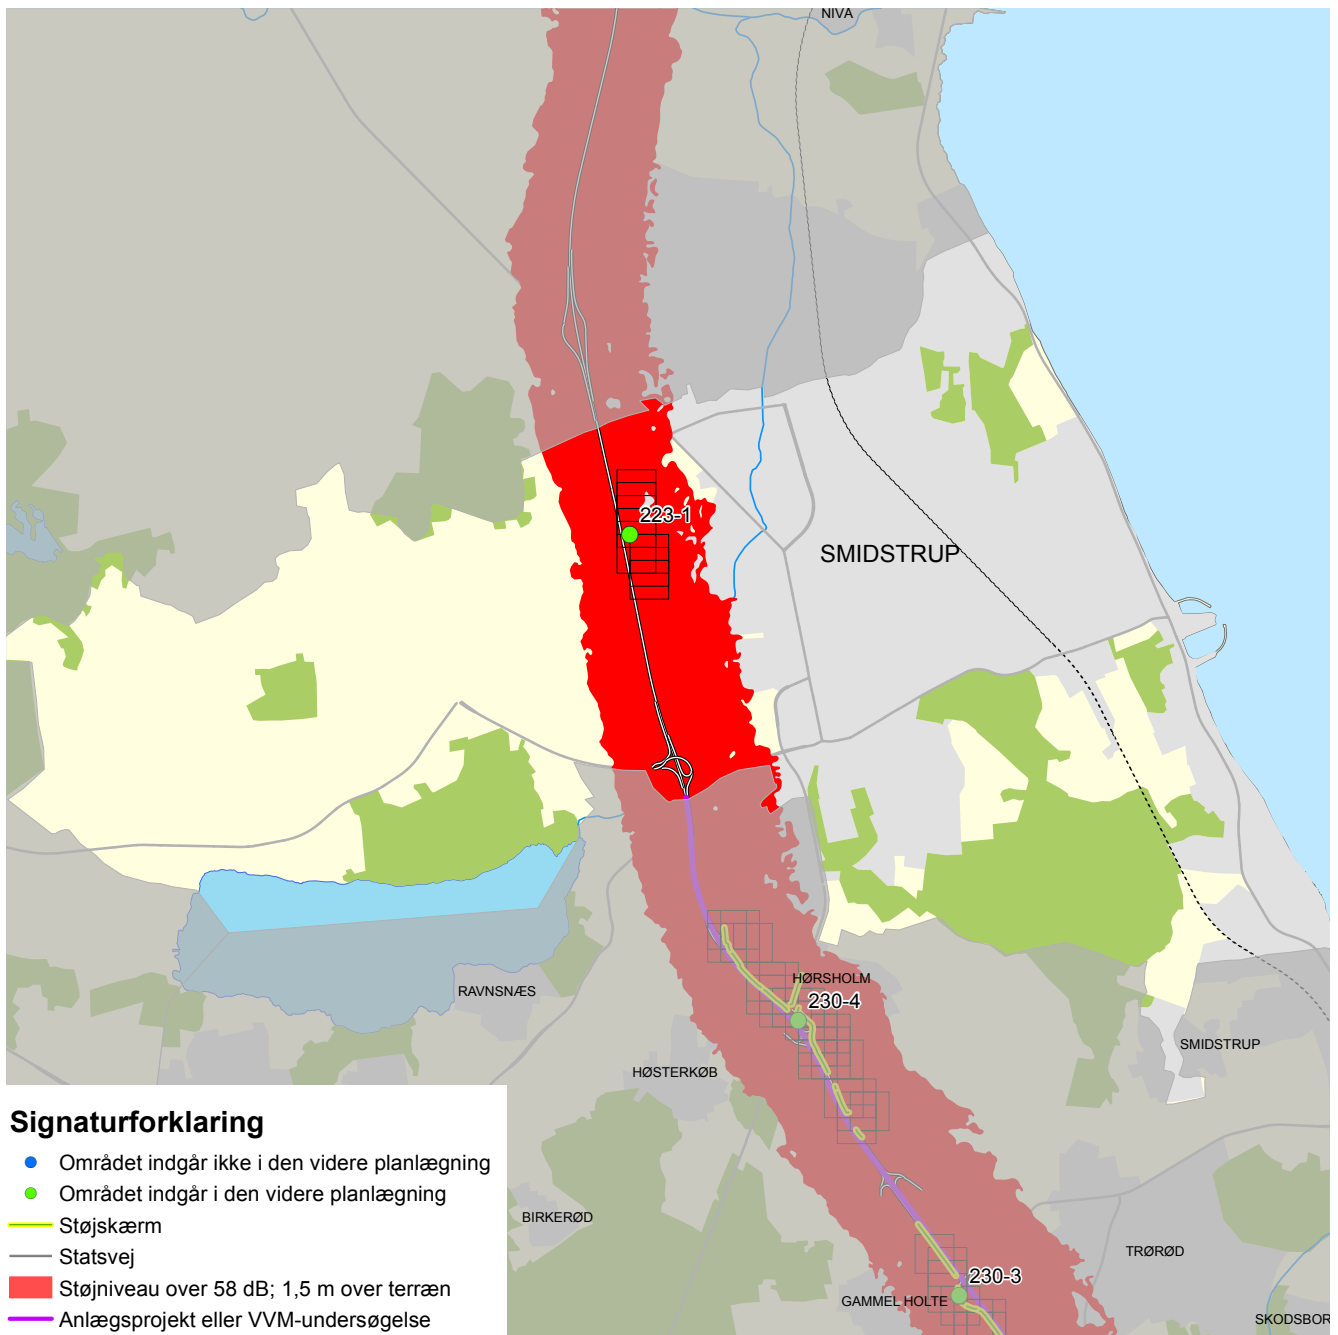 NIVA
223-1
SMIDSTRUP
HØRSHOLM
RAVNSNÆS
230-4
SMIDSTRUP
HØSTERKØB
Signaturforklaring
Området indgår ikke i den videre planlægning
Området indgår i den videre planlægning
Støjskærm
Statsvej
Støjniveau over 58 dB; 1,5 m over terræn
Anlægsprojekt eller VVM-undersøgelse
BIRKERØD
TRØRØD
230-3
GAMMEL HOLTE
SKODSBOR